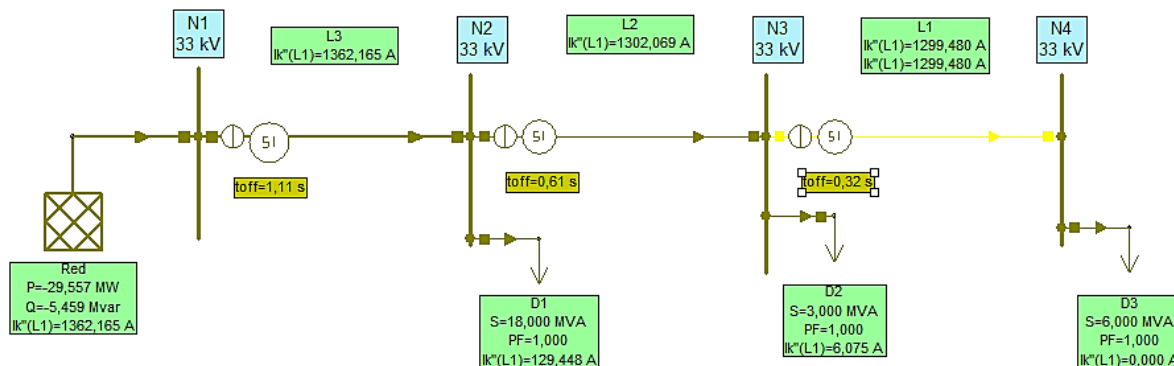 N1
33 kV
L3
Ik"(L1)=1362,165 A
N2
33 kV
L2
Ik"(L1)=1302,069 A
N3
33 kV
L1
Ik"(L1)=1299,480 A
Ik"(L1)=1299,480 A
N4
33 kV
51
51
51
toff=1,11 s
toff=0,61 s
toff=0,32 s
Red
P=-29,557 MW
Q=-5,459 Mvar
Ik"(L1)=1362,165 A
D1
S=18,000 MVA
PF=1,000
Ik"(L1)=129,448 A
D2
S=3,000 MVA
PF=1,000
Ik"(L1)=6,075 A
D3
S=6,000 MVA
PF=1,000
Ik"(L1)=0,000 A